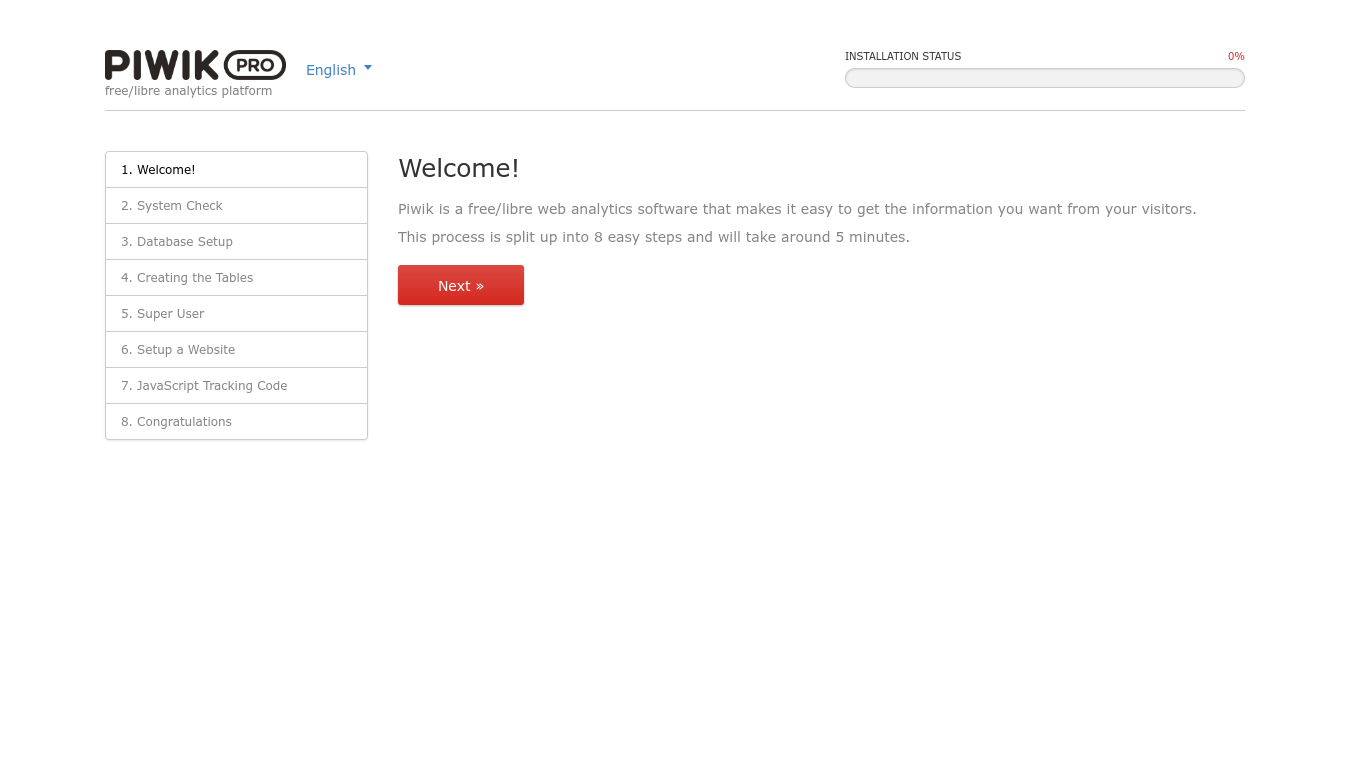 PIWIK PRO
free/libre analytics platform
English
INSTALLATION STATUS 0%
1. Welcome!
2. System Check
3. Database Setup
4. Creating the Tables
5. Super User
6. Setup a Website
7. JavaScript Tracking Code
8. Congratulations
Welcome!
Piwik is a free/libre web analytics software that makes it easy to get the information you want from your visitors.
This process is split up into 8 easy steps and will take around 5 minutes.
Next »